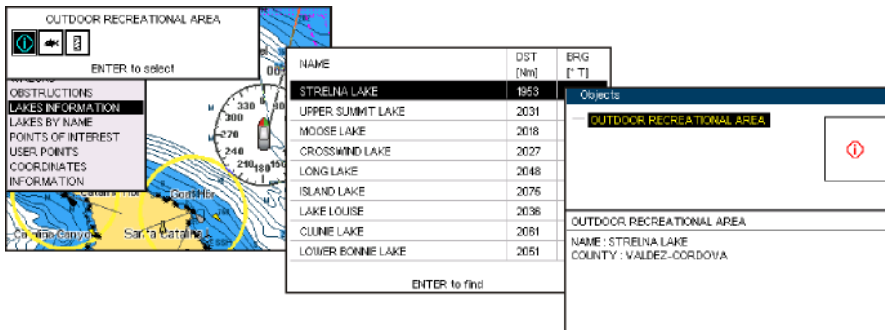 OUTDOOR RECREATIONAL AREA
ENTER to select
OBSTRUCTIONS
LAKES INFORMATION
LAKES BY NAME
POINTS OF INTEREST
USER POINTS
COORDINATES
INFORMATION
330
300
270
240
210
180
150
Santa Catalina
NAME DST BRG
[Nm] [° T]
STRELNA LAKE 1953
UPPER SUMMIT LAKE 2031
MOOSE LAKE 2018
CROSSWIND LAKE 2027
LONG LAKE 2048
ISLAND LAKE 2076
LAKE LOUISE 2036
CLUNIE LAKE 2061
LOWER BONNIE LAKE 2051
ENTER to find
Objects
OUTDOOR RECREATIONAL AREA
OUTDOOR RECREATIONAL AREA
NAME : STRELNA LAKE
COUNTY : VALDEZ-CORDOVA